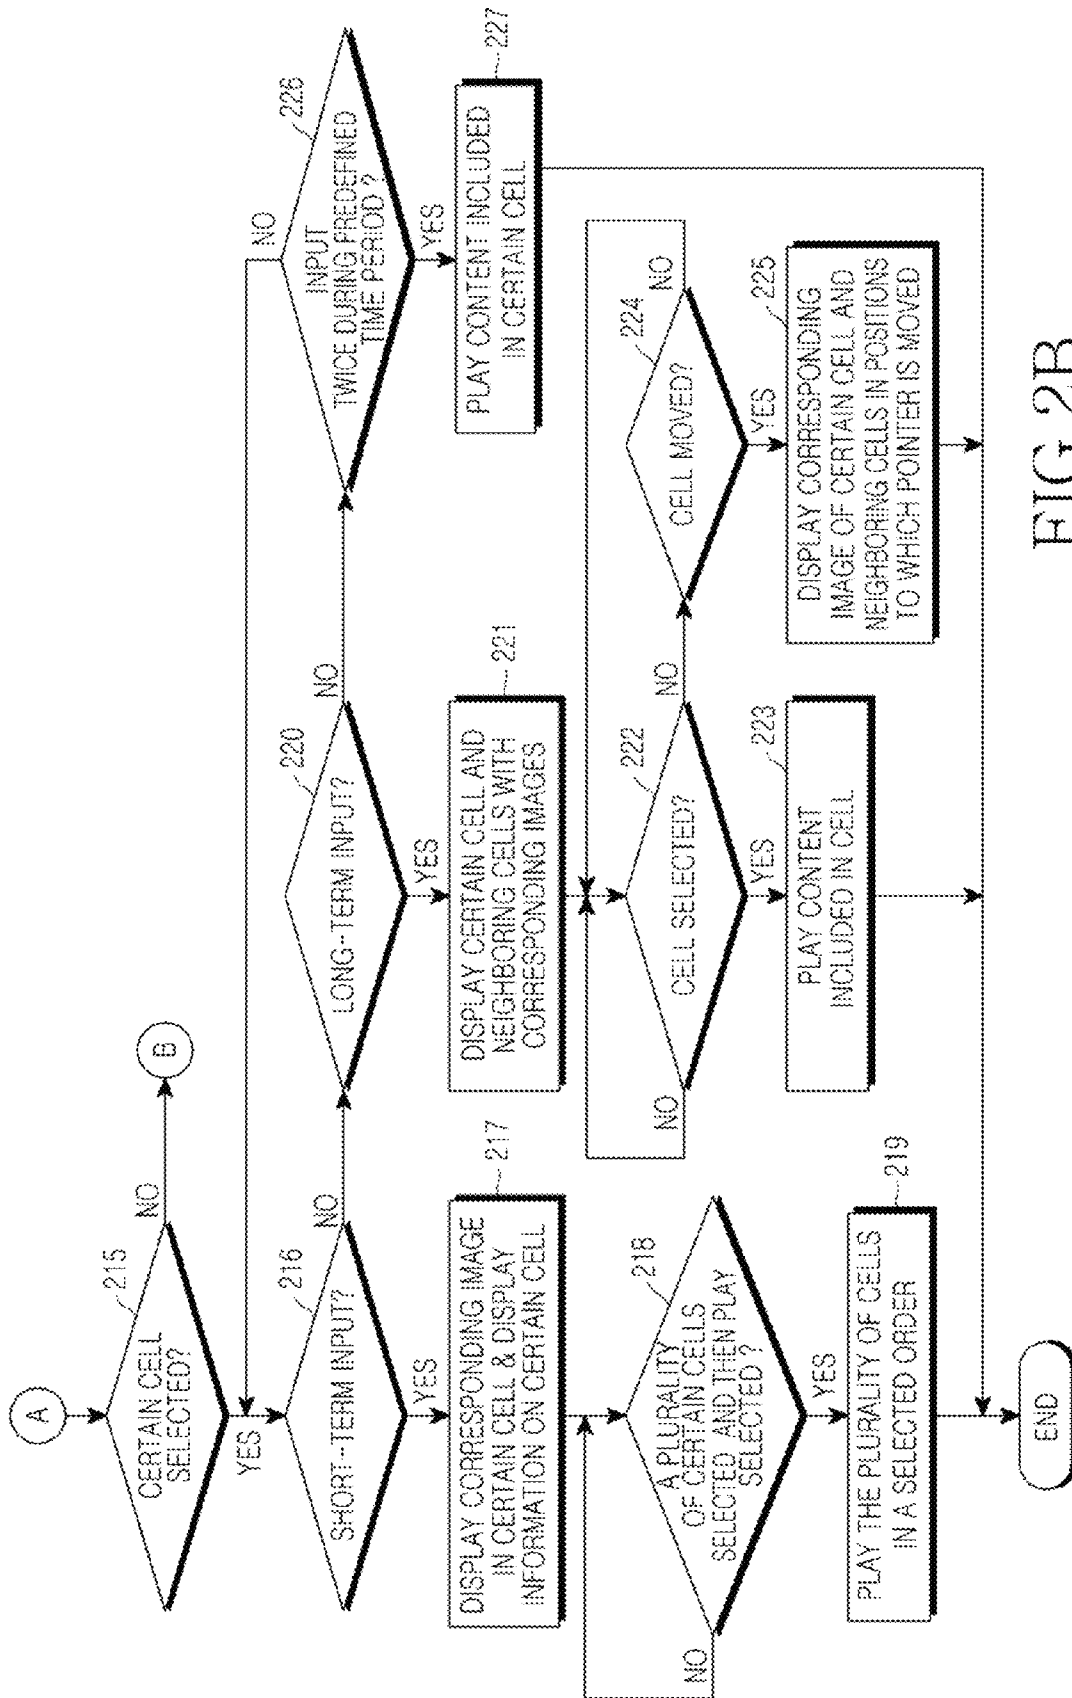 A
CERTAIN CELL
SELECTED?
215
NO
B
YES
SHORT-TERM INPUT?
216
NO
YES
DISPLAY CORRESPONDING IMAGE
IN CERTAIN CELL & DISPLAY
INFORMATION ON CERTAIN CELL
217
A PLURALITY
OF CERTAIN CELLS
SELECTED AND THEN PLAY
SELECTED ?
218
NO
YES
PLAY THE PLURALITY OF CELLS
IN A SELECTED ORDER
219
END
LONG-TERM INPUT?
220
NO
YES
DISPLAY CERTAIN CELL AND
NEIGHBORING CELLS WITH
CORRESPONDING IMAGES
221
CELL SELECTED?
222
NO
NO
YES
PLAY CONTENT
INCLUDED IN CELL
223
CELL MOVED?
224
NO
YES
DISPLAY CORRESPONDING
IMAGE OF CERTAIN CELL AND
NEIGHBORING CELLS IN POSITIONS
TO WHICH POINTER IS MOVED
225
INPUT
TWICE DURING PREDEFINED
TIME PERIOD ?
226
NO
YES
PLAY CONTENT INCLUDED
IN CERTAIN CELL
227
FIG.2B